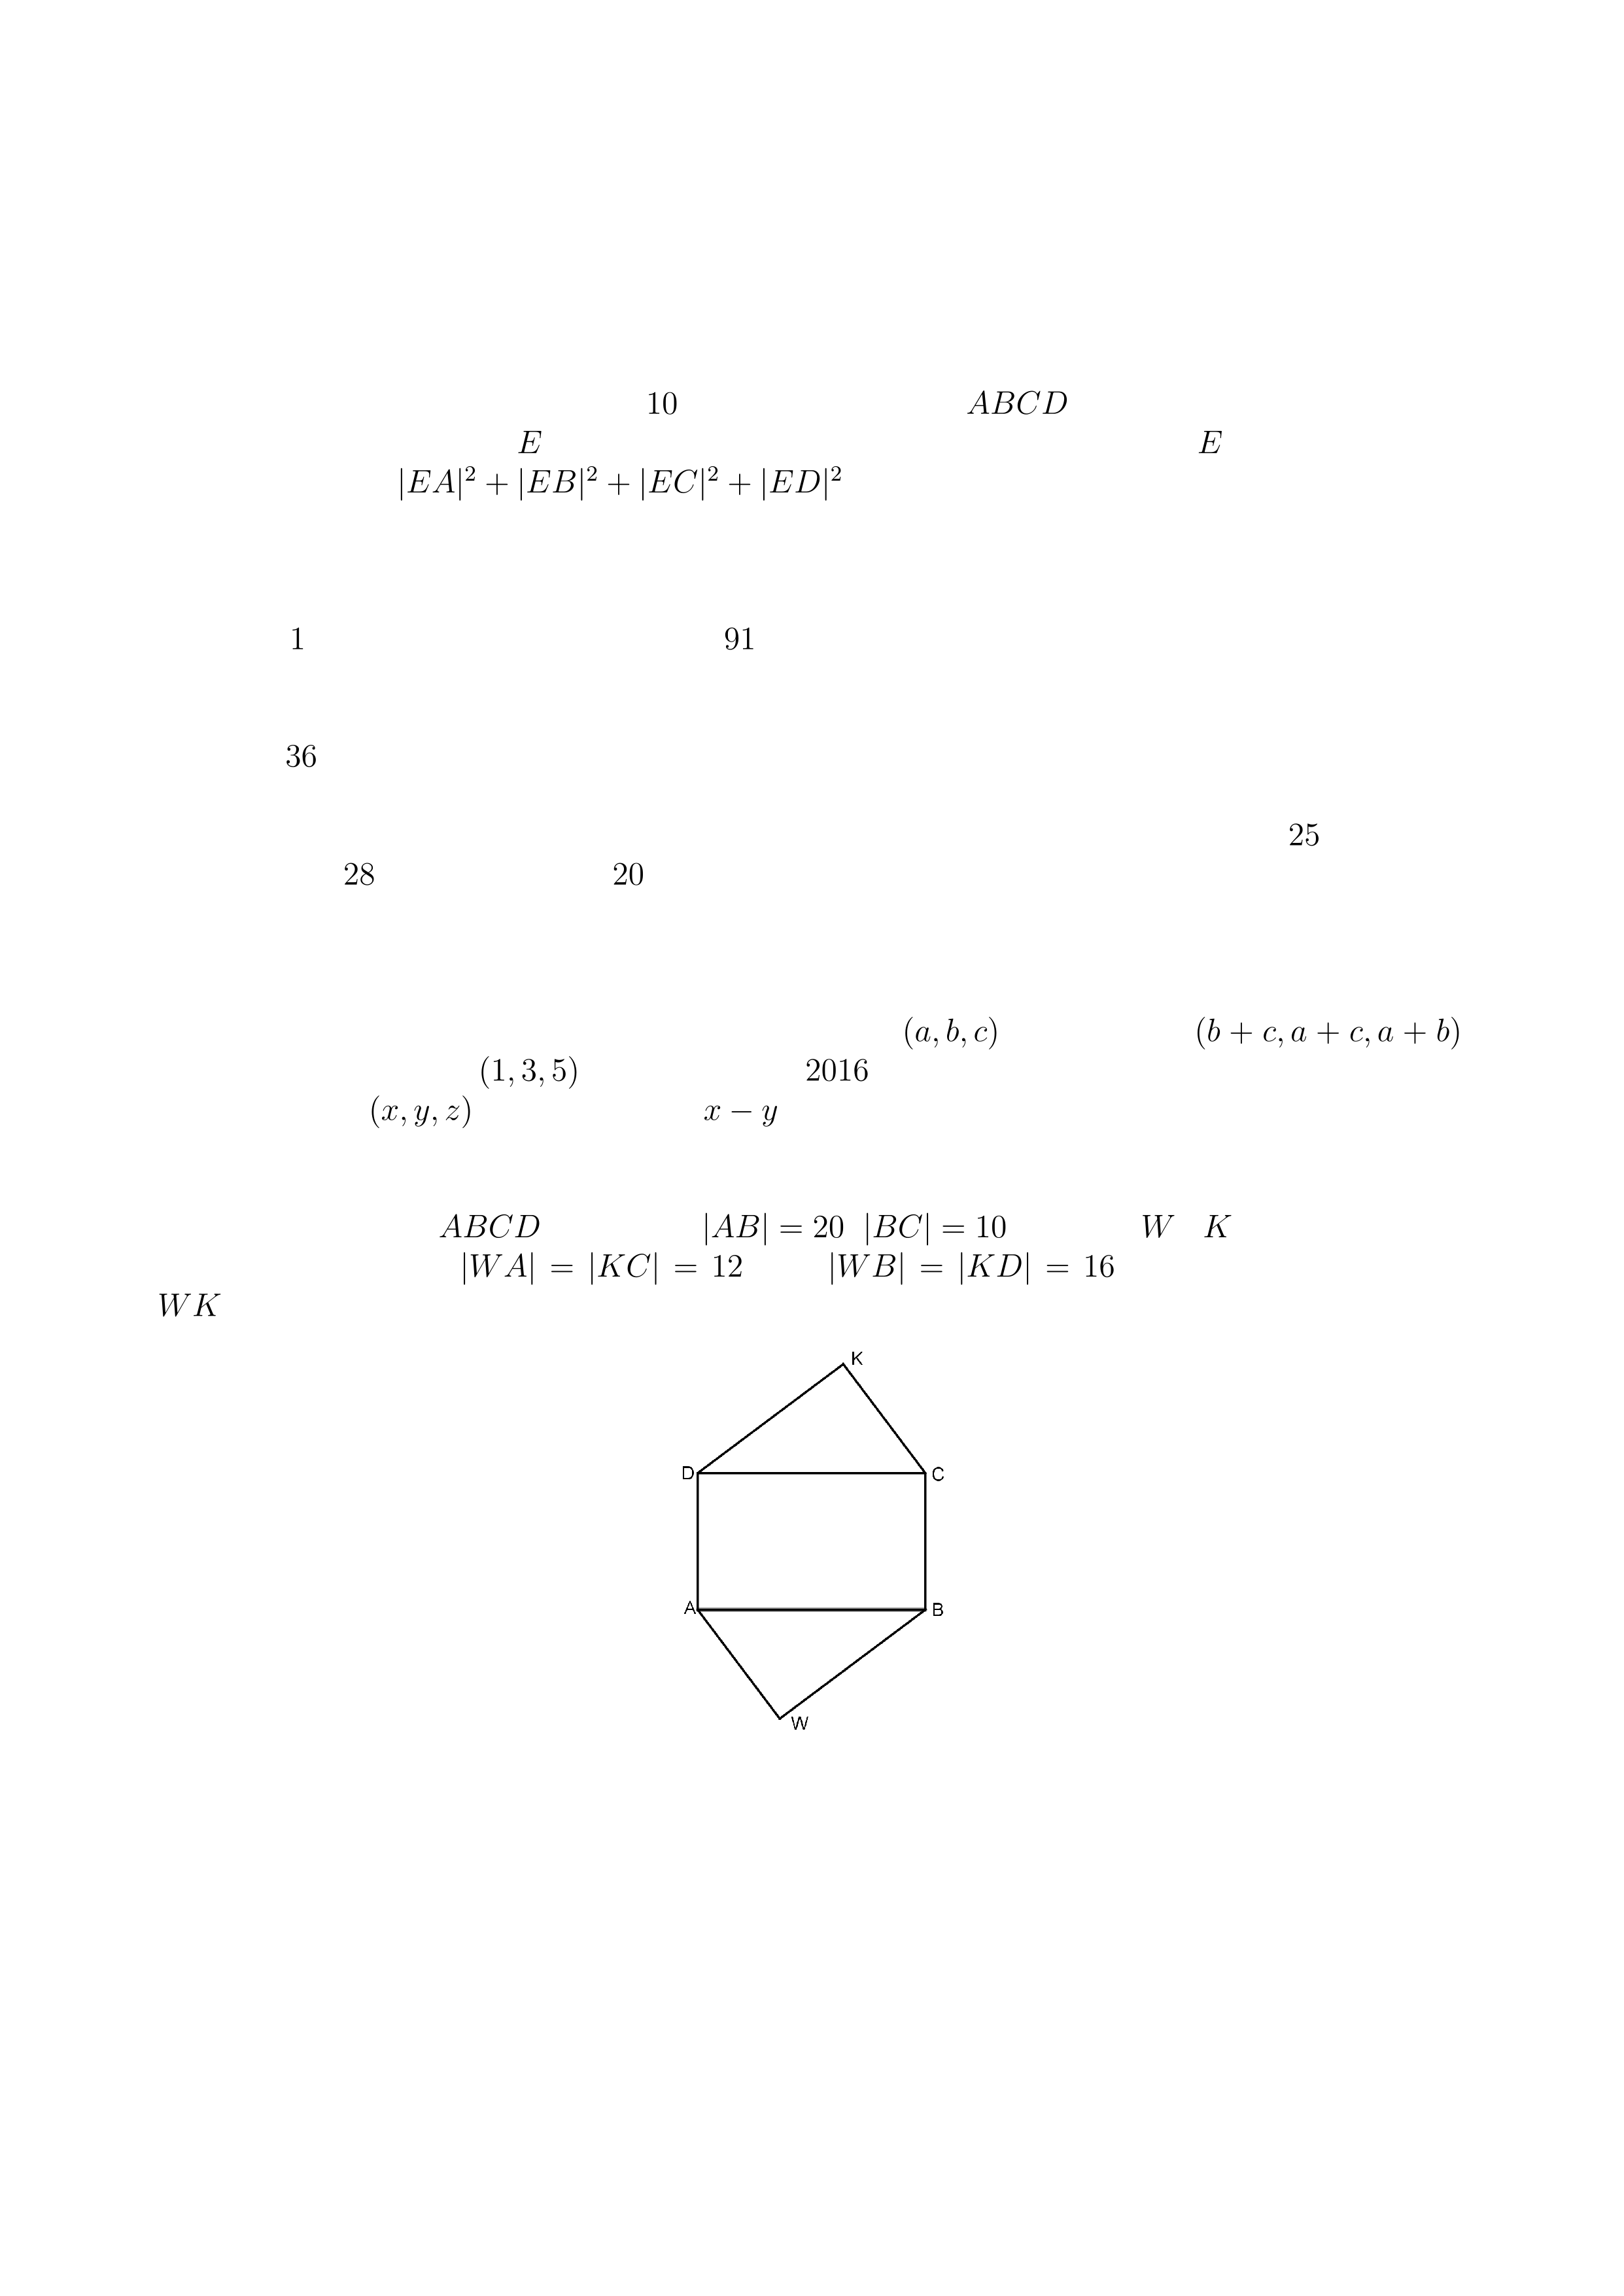 10 ABCD
E E
|EA|² + |EB|² + |EC|² + |ED|²
1 91
36
25
28 20
(a, b, c) (b + c, a + c, a + b)
(1, 3, 5) 2016
(x, y, z) x − y
ABCD |AB| = 20 |BC| = 10 W K
|WA| = |KC| = 12 |WB| = |KD| = 16
WK
K
D C
A B
W